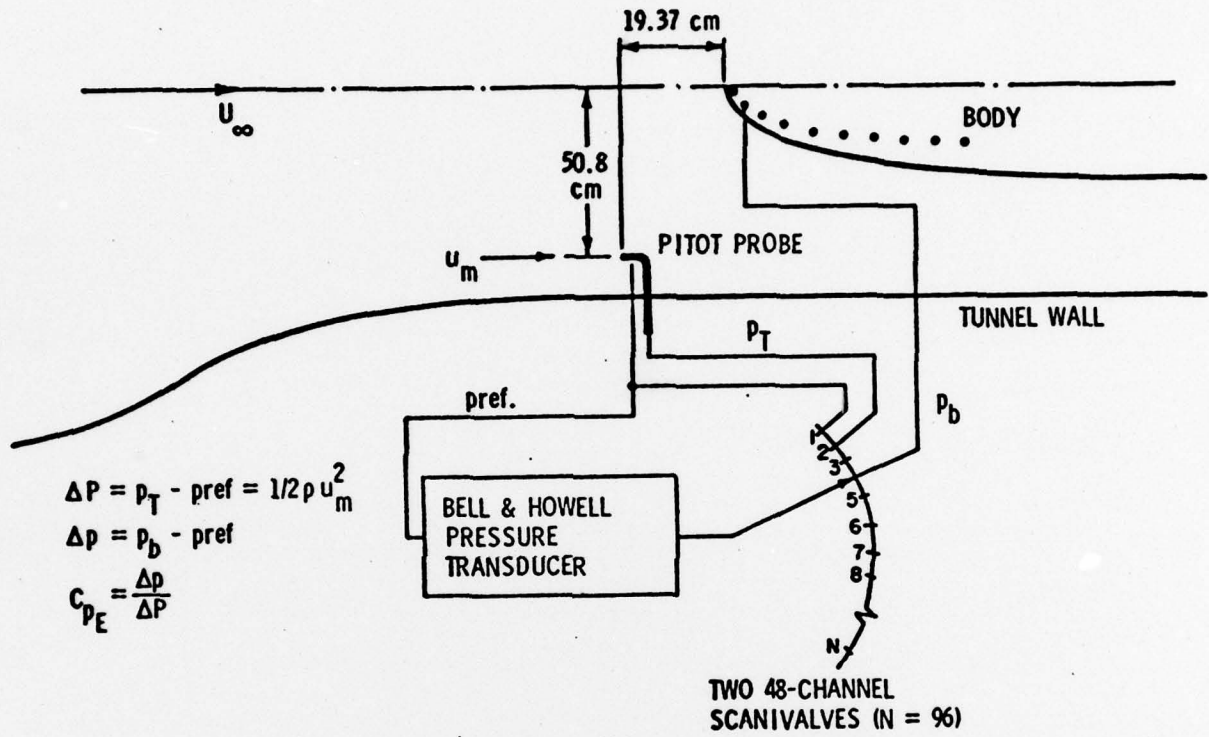 19.37 cm
U∞
BODY
50.8
cm
u_m
PITOT PROBE
TUNNEL WALL
p_T
pref.
p_b
1
2
3
5
6
7
8
N
ΔP = p_T - pref = 1/2 ρ u_m^2
Δp = p_b - pref
C_pE = Δp/ΔP
BELL & HOWELL
PRESSURE
TRANSDUCER
TWO 48-CHANNEL
SCANIVALVES (N = 96)